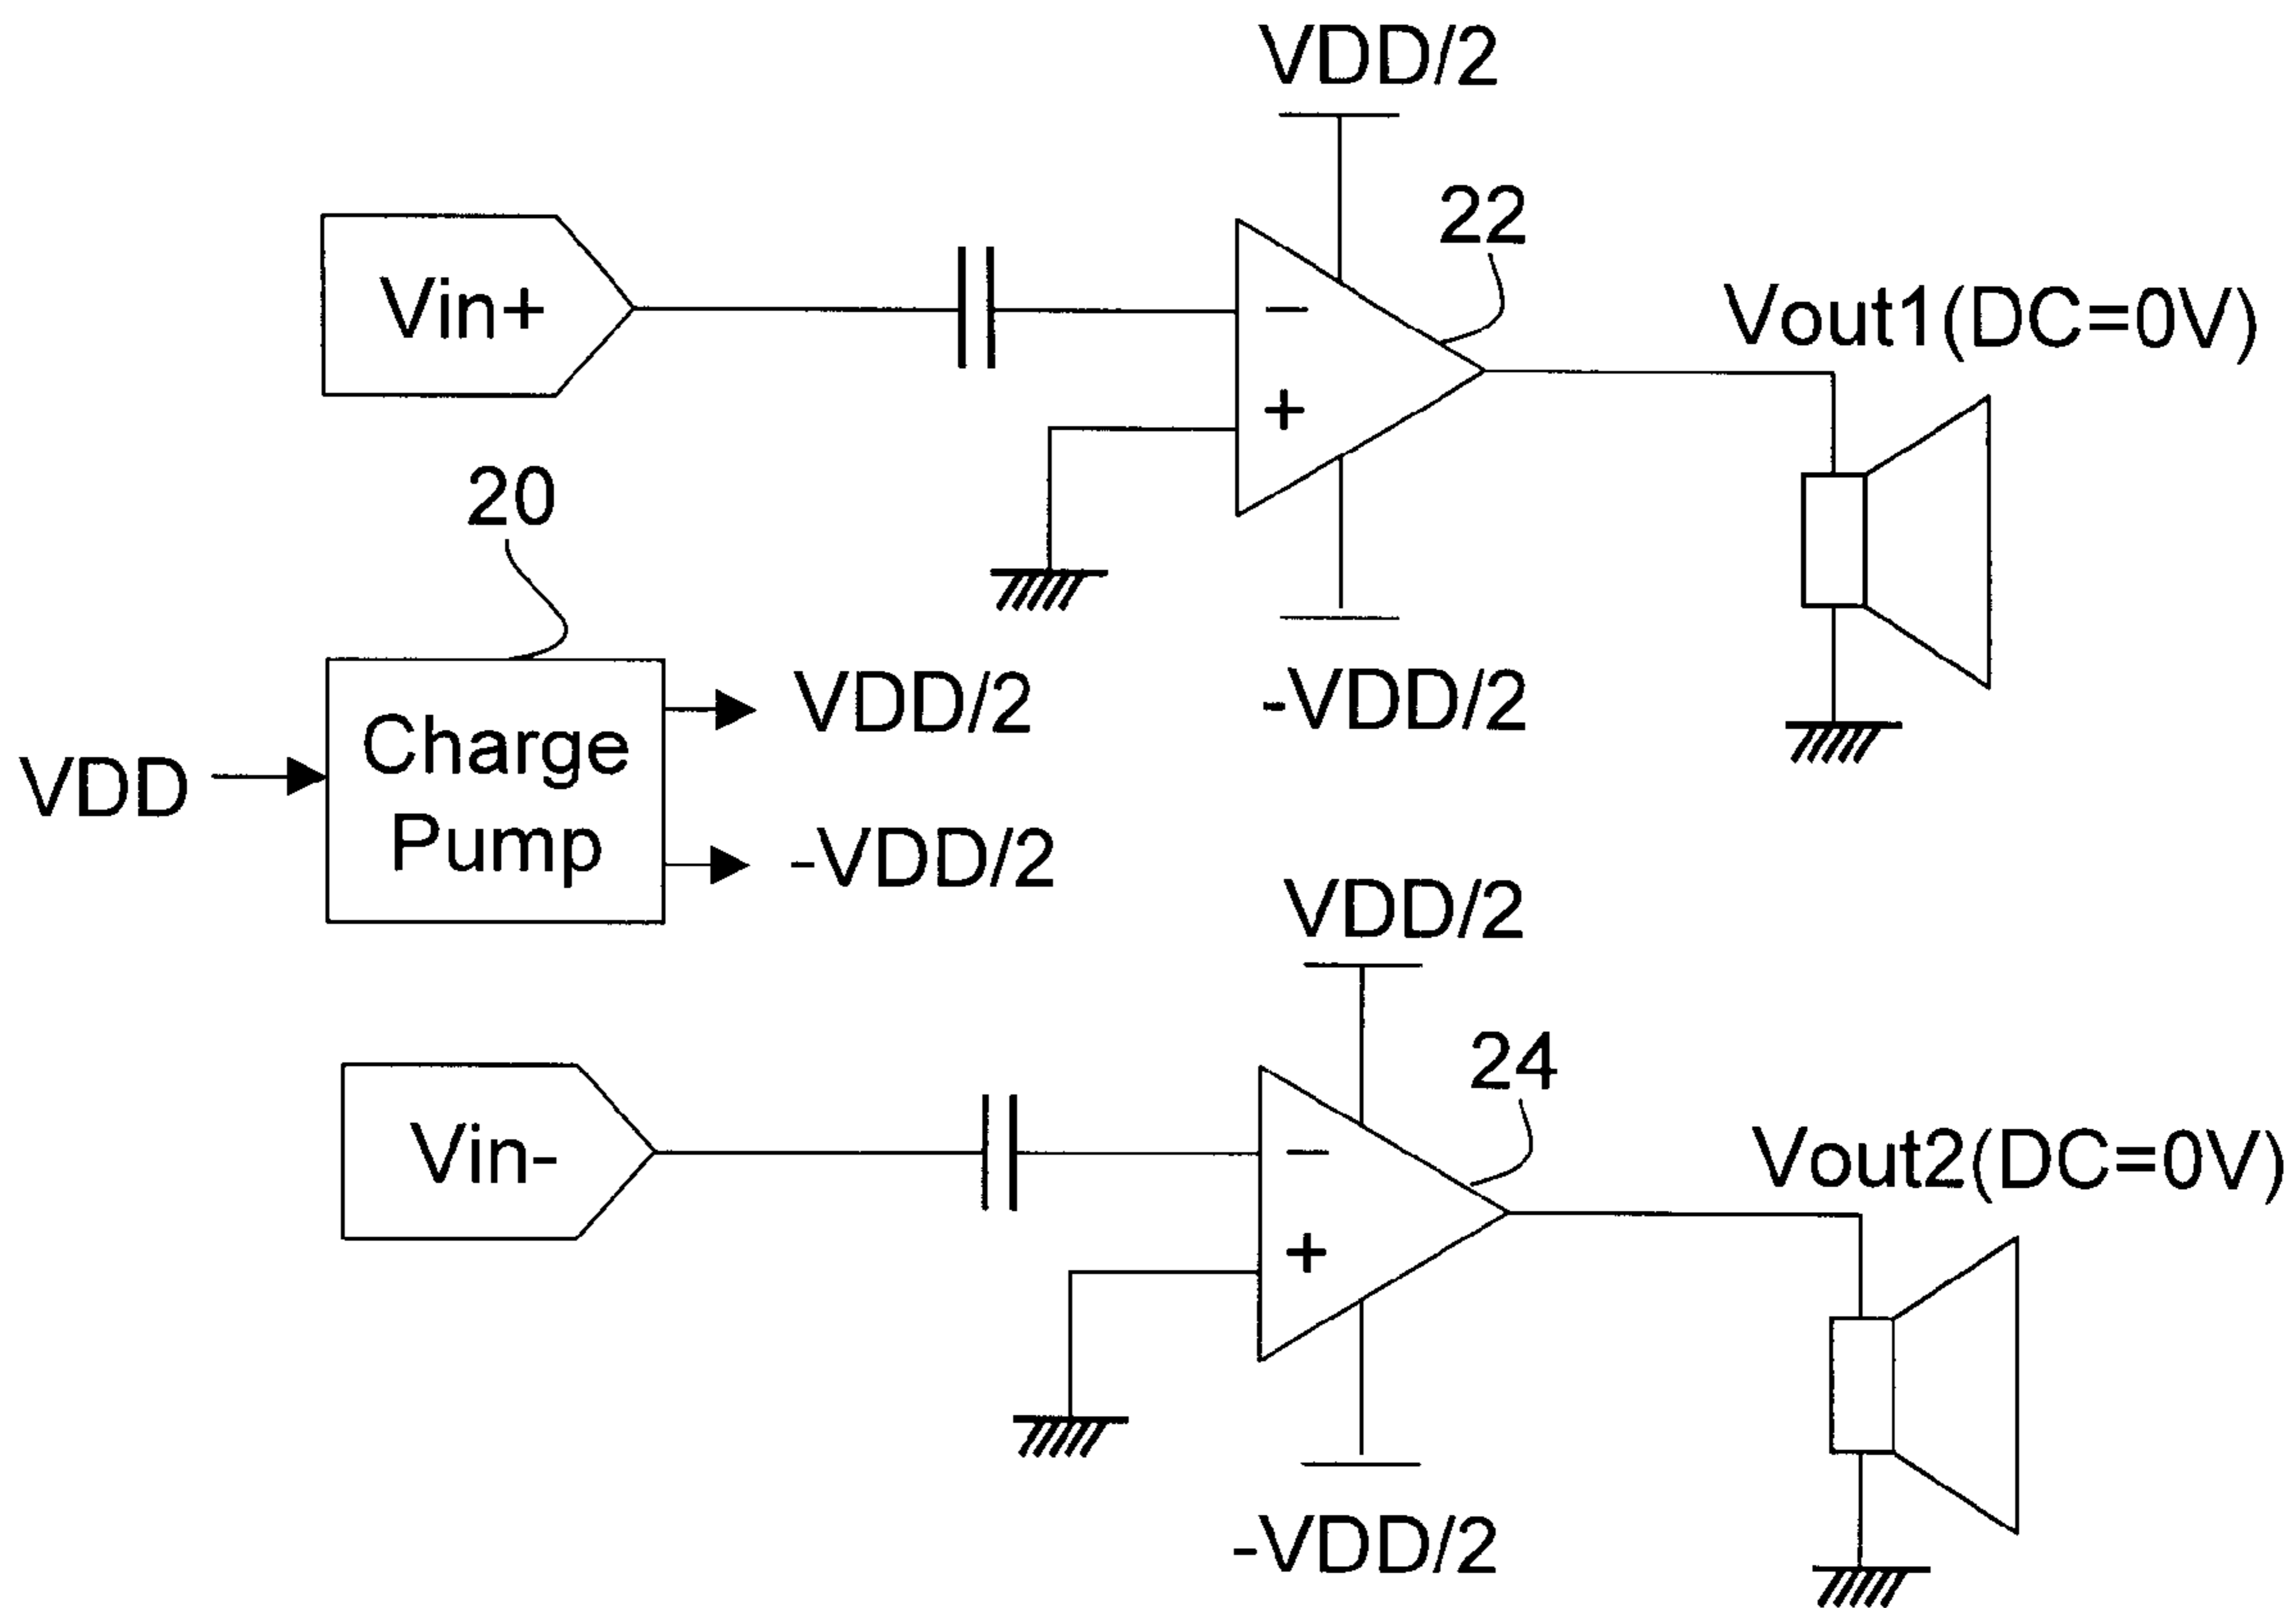 VDD/2
22
Vin+
−
+
Vout1(DC=0V)
-VDD/2
20
VDD
Charge
Pump
VDD/2
-VDD/2
VDD/2
24
Vin-
−
+
Vout2(DC=0V)
-VDD/2